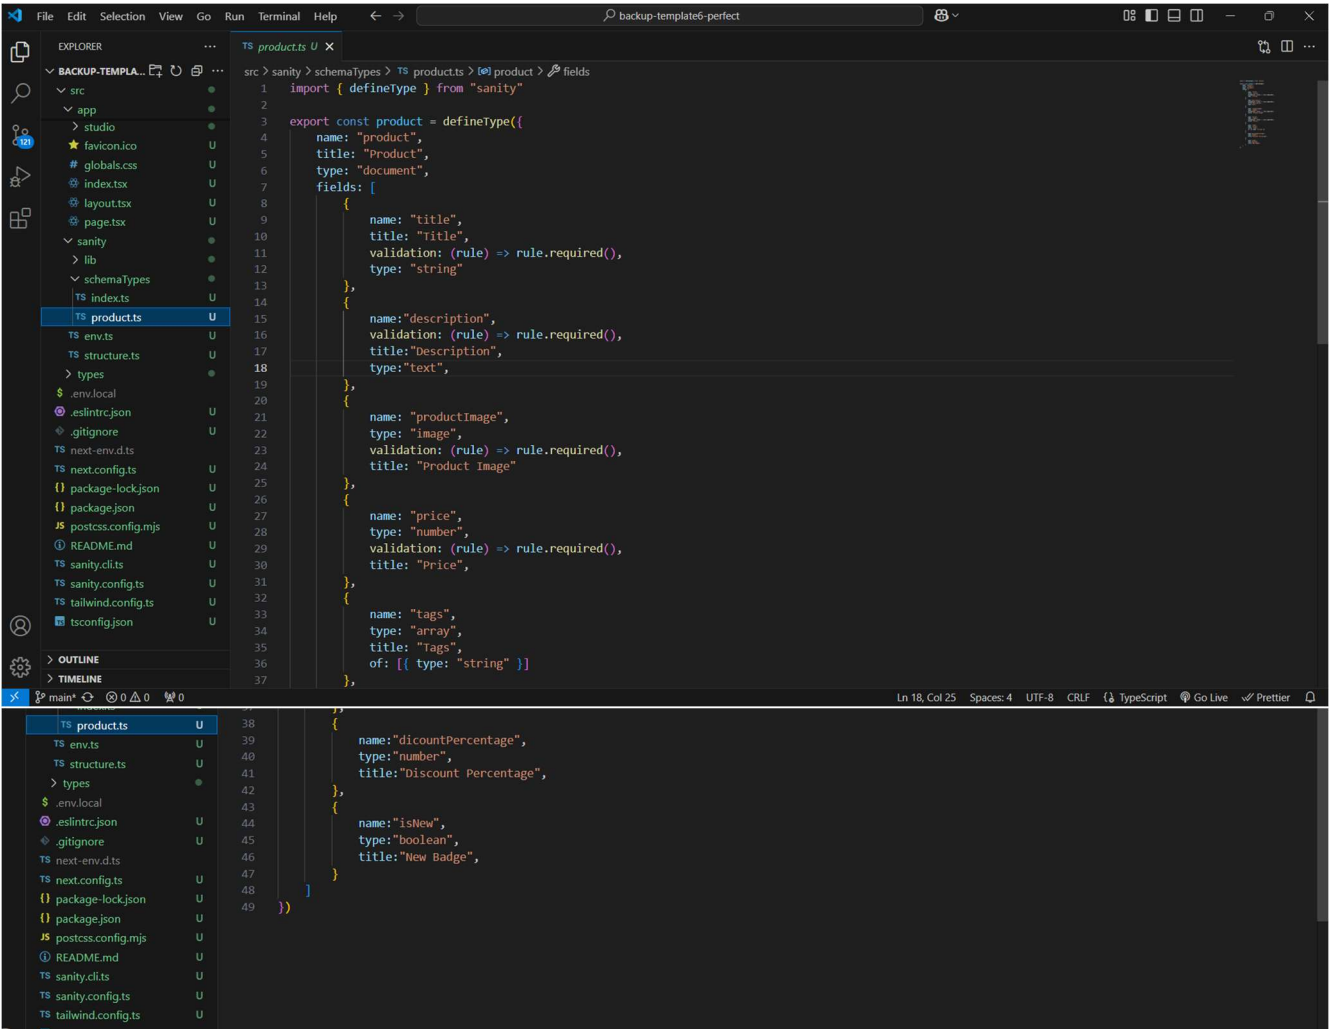 File Edit Selection View Go Run Terminal Help
backup-template6-perfect
EXPLORER
BACKUP-TEMPLA...
src
app
studio
favicon.ico U
# globals.css U
index.tsx U
layout.tsx U
page.tsx U
sanity
lib
schemaTypes
TS index.ts U
TS product.ts U
TS env.ts U
TS structure.ts U
types
$ .env.local
.eslintrc.json U
.gitignore U
TS next-env.d.ts
TS next.config.ts U
{} package-lock.json U
{} package.json U
JS postcss.config.mjs U
README.md U
TS sanity.cli.ts U
TS sanity.config.ts U
TS tailwind.config.ts U
tsconfig.json U
OUTLINE
TIMELINE
121
TS product.ts U
src > sanity > schemaTypes > TS product.ts > product > fields
1 import { defineType } from "sanity"
2
3 export const product = defineType({
4 name: "product",
5 title: "Product",
6 type: "document",
7 fields: [
8 {
9 name: "title",
10 title: "Title",
11 validation: (rule) => rule.required(),
12 type: "string"
13 },
14 {
15 name:"description",
16 validation: (rule) => rule.required(),
17 title:"Description",
18 type:"text",
19 },
20 {
21 name: "productImage",
22 type: "image",
23 validation: (rule) => rule.required(),
24 title: "Product Image"
25 },
26 {
27 name: "price",
28 type: "number",
29 validation: (rule) => rule.required(),
30 title: "Price",
31 },
32 {
33 name: "tags",
34 type: "array",
35 title: "Tags",
36 of: [{ type: "string" }]
37 },
main* 0 0 0 Ln 18, Col 25 Spaces: 4 UTF-8 CRLF {} TypeScript Go Live Prettier
TS product.ts U
TS env.ts U
TS structure.ts U
types
$ .env.local
.eslintrc.json U
.gitignore U
TS next-env.d.ts
TS next.config.ts U
{} package-lock.json U
{} package.json U
JS postcss.config.mjs U
README.md U
TS sanity.cli.ts U
TS sanity.config.ts U
TS tailwind.config.ts U
38 {
39 name:"dicountPercentage",
40 type:"number",
41 title:"Discount Percentage",
42 },
43 {
44 name:"isNew",
45 type:"boolean",
46 title:"New Badge",
47 }
48 ]
49 })